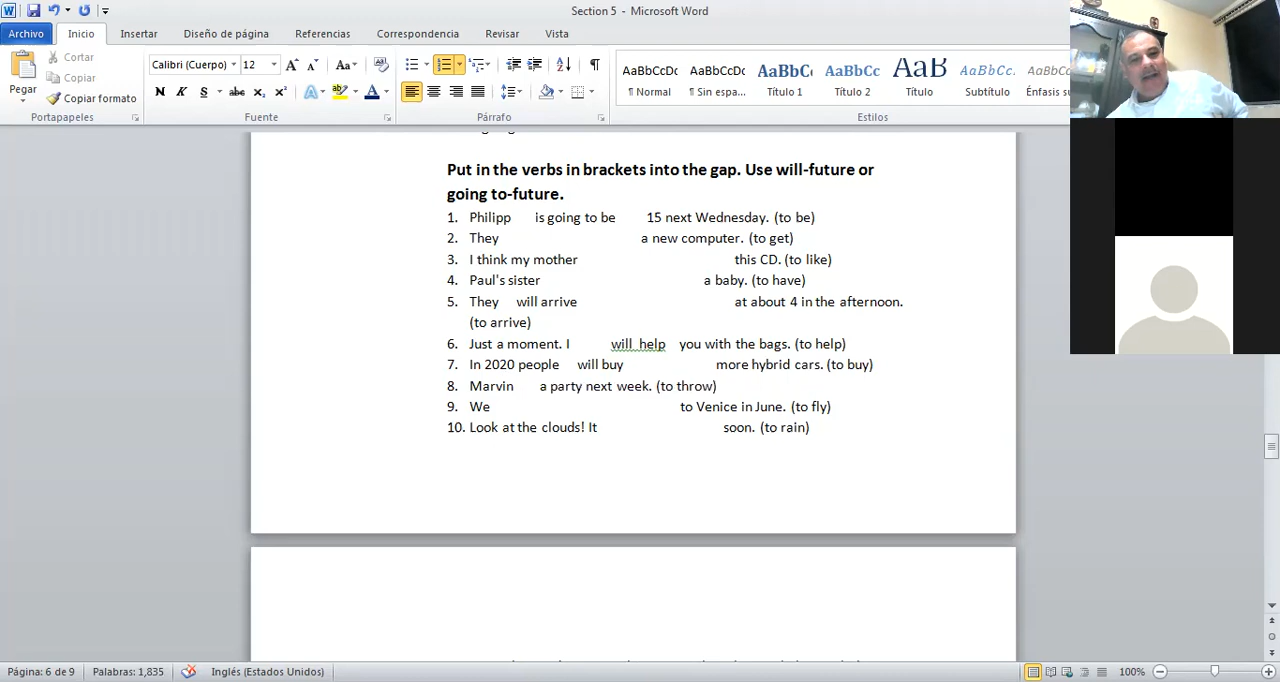 Section 5 - Microsoft Word
Archivo Inicio Insertar Diseño de página Referencias Correspondencia Revisar Vista
Pegar
Cortar
Copiar
Copiar formato
Portapapeles
Calibri (Cuerpo) 12
Fuente
Párrafo
AaBbCcDc AaBbCcDc AaBbC AaBbCc AaB AaBbCc. AaBbCc
¶ Normal ¶ Sin espa... Título 1 Título 2 Título Subtítulo Énfasis su
Estilos
Put in the verbs in brackets into the gap. Use will-future or
going to-future.
1. Philipp is going to be 15 next Wednesday. (to be)
2. They a new computer. (to get)
3. I think my mother this CD. (to like)
4. Paul's sister a baby. (to have)
5. They will arrive at about 4 in the afternoon.
(to arrive)
6. Just a moment. I will help you with the bags. (to help)
7. In 2020 people will buy more hybrid cars. (to buy)
8. Marvin a party next week. (to throw)
9. We to Venice in June. (to fly)
10. Look at the clouds! It soon. (to rain)
Página: 6 de 9 Palabras: 1,835 Inglés (Estados Unidos) 100%